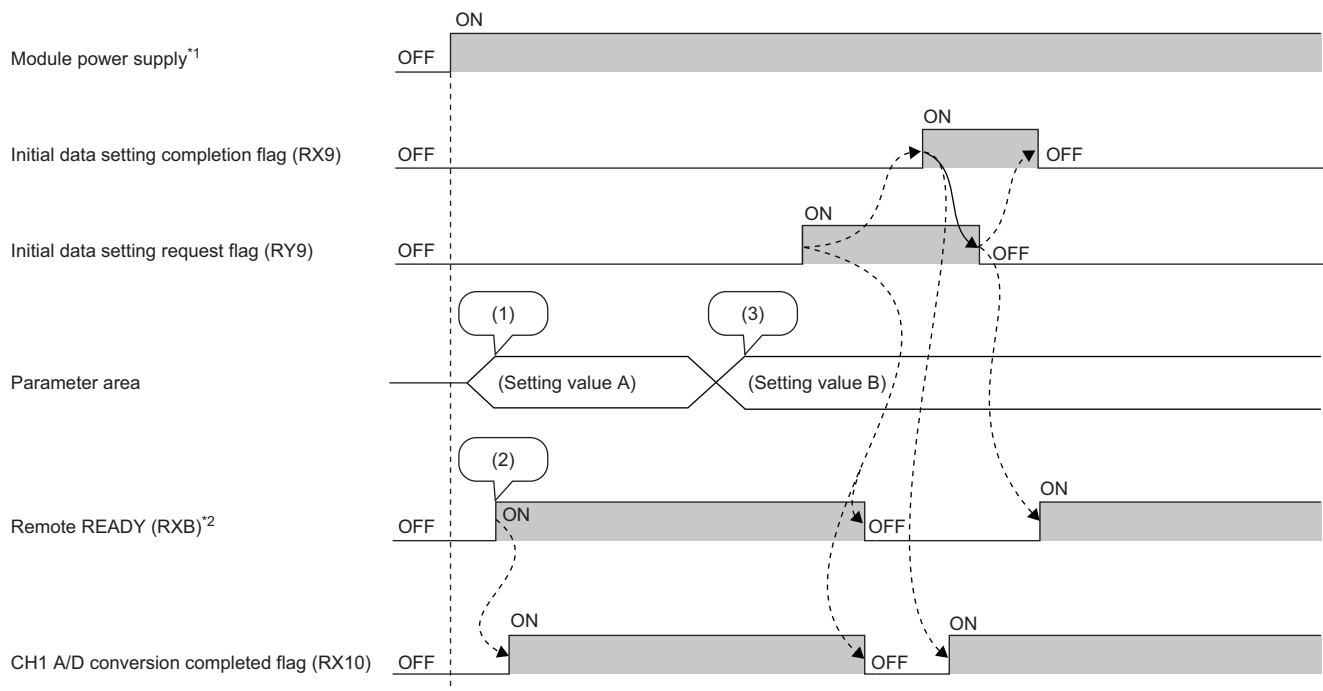 ON
Module power supply*1 OFF
ON
Initial data setting completion flag (RX9) OFF OFF
ON
Initial data setting request flag (RY9) OFF OFF
(1) (3)
Parameter area (Setting value A) (Setting value B)
(2)
ON
Remote READY (RXB)*2 OFF ON OFF
ON ON
CH1 A/D conversion completed flag (RX10) OFF OFF